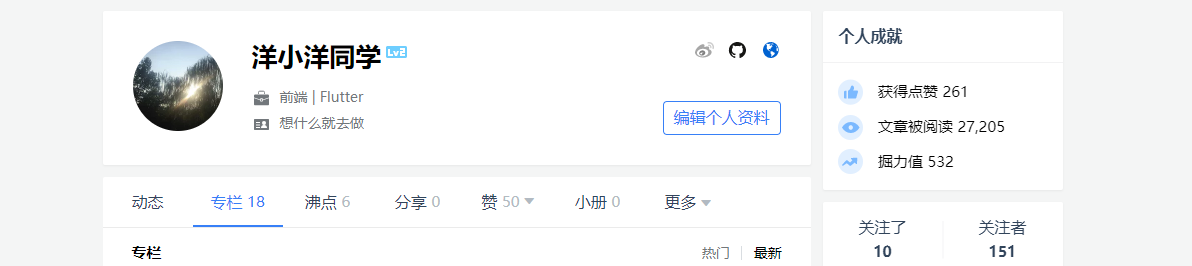 洋小洋同学 Lv2
前端 | Flutter
想什么就去做
编辑个人资料
动态 专栏 18 沸点 6 分享 0 赞 50 小册 0 更多
专栏 热门 最新
个人成就
获得点赞 261
文章被阅读 27,205
掘力值 532
关注了 关注者
10 151